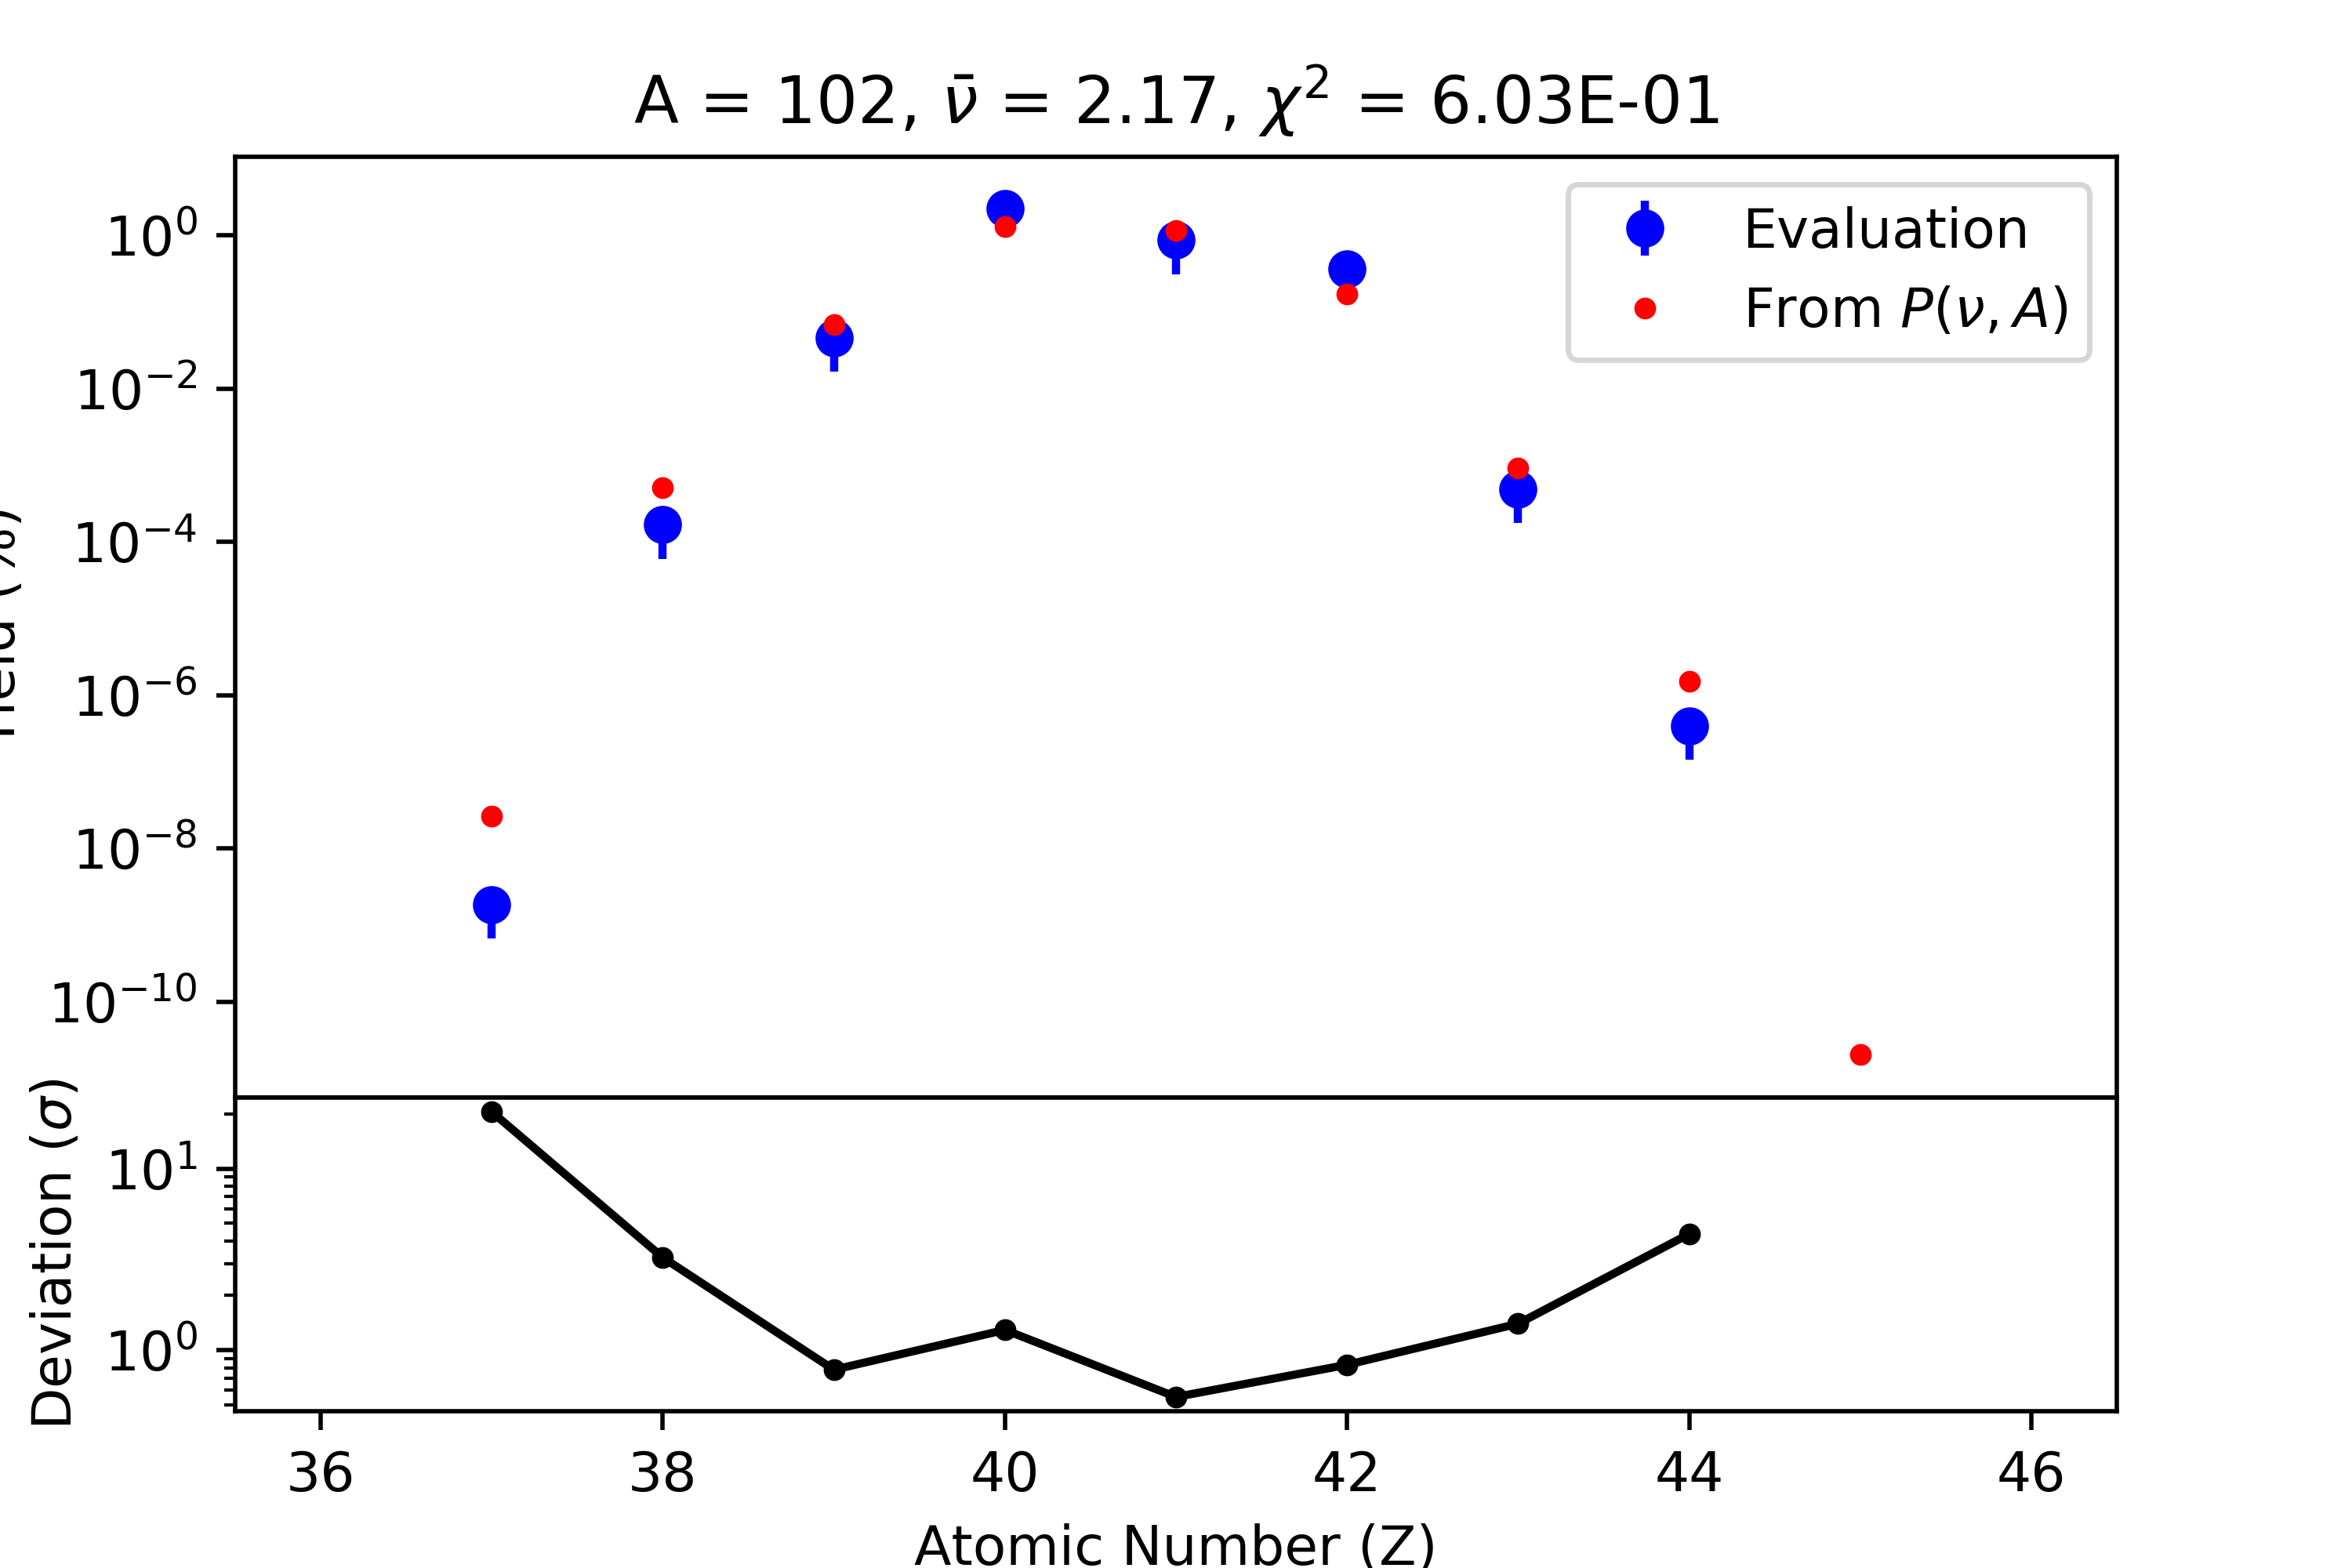 A = 102, ν̄ = 2.17, χ² = 6.03E-01
Evaluation
From P(ν, A)
10⁰
10⁻²
10⁻⁴
10⁻⁶
10⁻⁸
10⁻¹⁰
(%)
Deviation (σ)
10¹
10⁰
36 38 40 42 44 46
Atomic Number (Z)